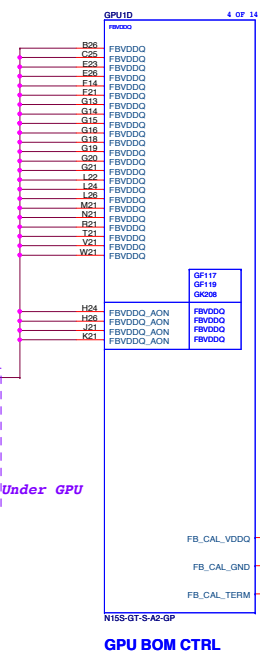 GPU1D 4 OF 14
FBVDDQ
B26 FBVDDQ
C25 FBVDDQ
E23 FBVDDQ
E26 FBVDDQ
F14 FBVDDQ
F21 FBVDDQ
G13 FBVDDQ
G14 FBVDDQ
G15 FBVDDQ
G16 FBVDDQ
G18 FBVDDQ
G19 FBVDDQ
G20 FBVDDQ
G21 FBVDDQ
L22 FBVDDQ
L24 FBVDDQ
L26 FBVDDQ
M21 FBVDDQ
N21 FBVDDQ
R21 FBVDDQ
T21 FBVDDQ
V21 FBVDDQ
W21 FBVDDQ
GF117
GF119
GK208
H24 FBVDDQ_AON FBVDDQ
H26 FBVDDQ_AON FBVDDQ
J21 FBVDDQ_AON FBVDDQ
K21 FBVDDQ_AON FBVDDQ
Under GPU
FB_CAL_VDDQ
FB_CAL_GND
FB_CAL_TERM
N15S-GT-S-A2-GP
GPU BOM CTRL